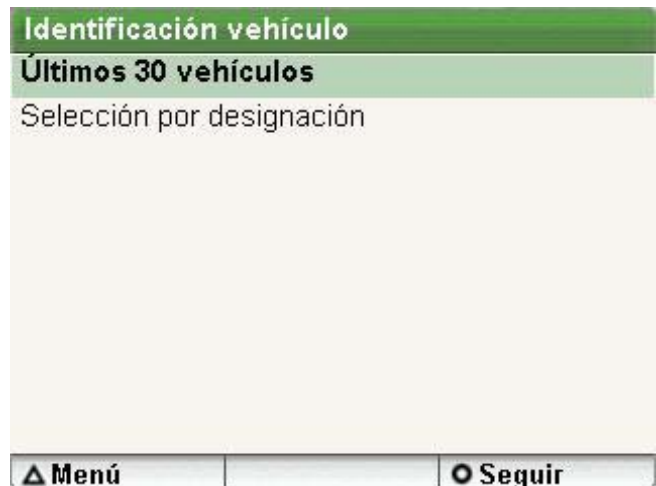 Identificación vehículo
Últimos 30 vehículos
Selección por designación
Menú Seguir